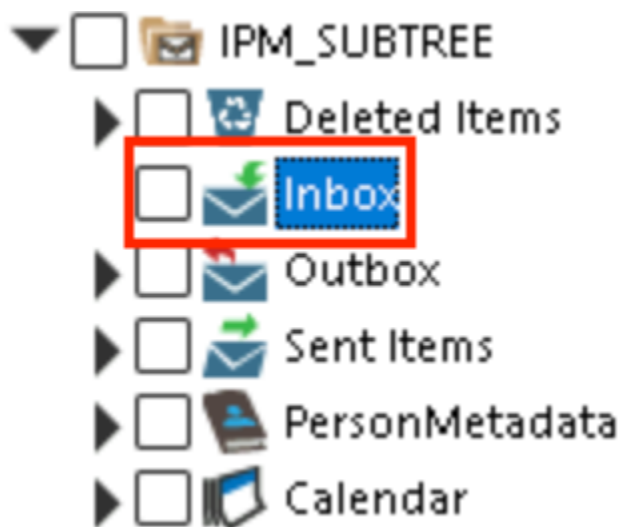 IPM_SUBTREE
Deleted Items
Inbox
Outbox
Sent Items
PersonMetadata
Calendar